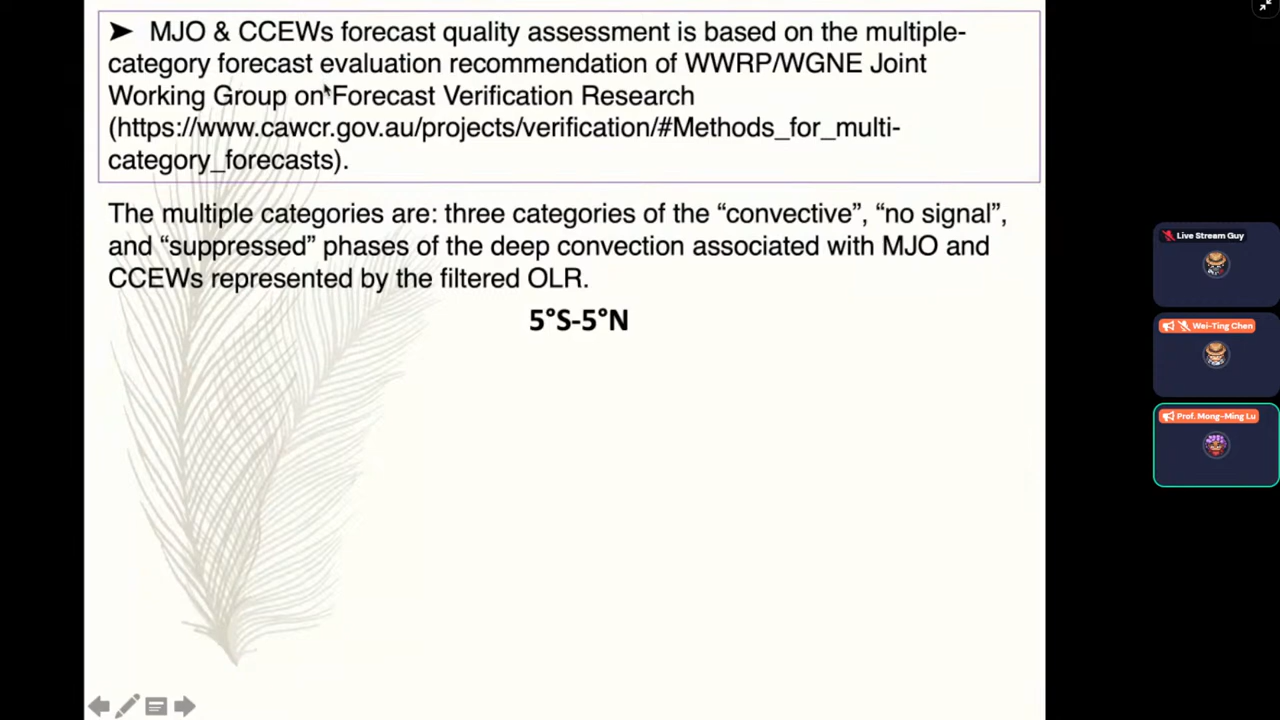 ➤ MJO & CCEWs forecast quality assessment is based on the multiple-
category forecast evaluation recommendation of WWRP/WGNE Joint
Working Group on Forecast Verification Research
(https://www.cawcr.gov.au/projects/verification/#Methods_for_multi-
category_forecasts).
The multiple categories are: three categories of the “convective”, “no signal”,
and “suppressed” phases of the deep convection associated with MJO and
CCEWs represented by the filtered OLR.
5°S-5°N
Live Stream Guy
Wei-Ting Chen
Prof. Mong-Ming Lu